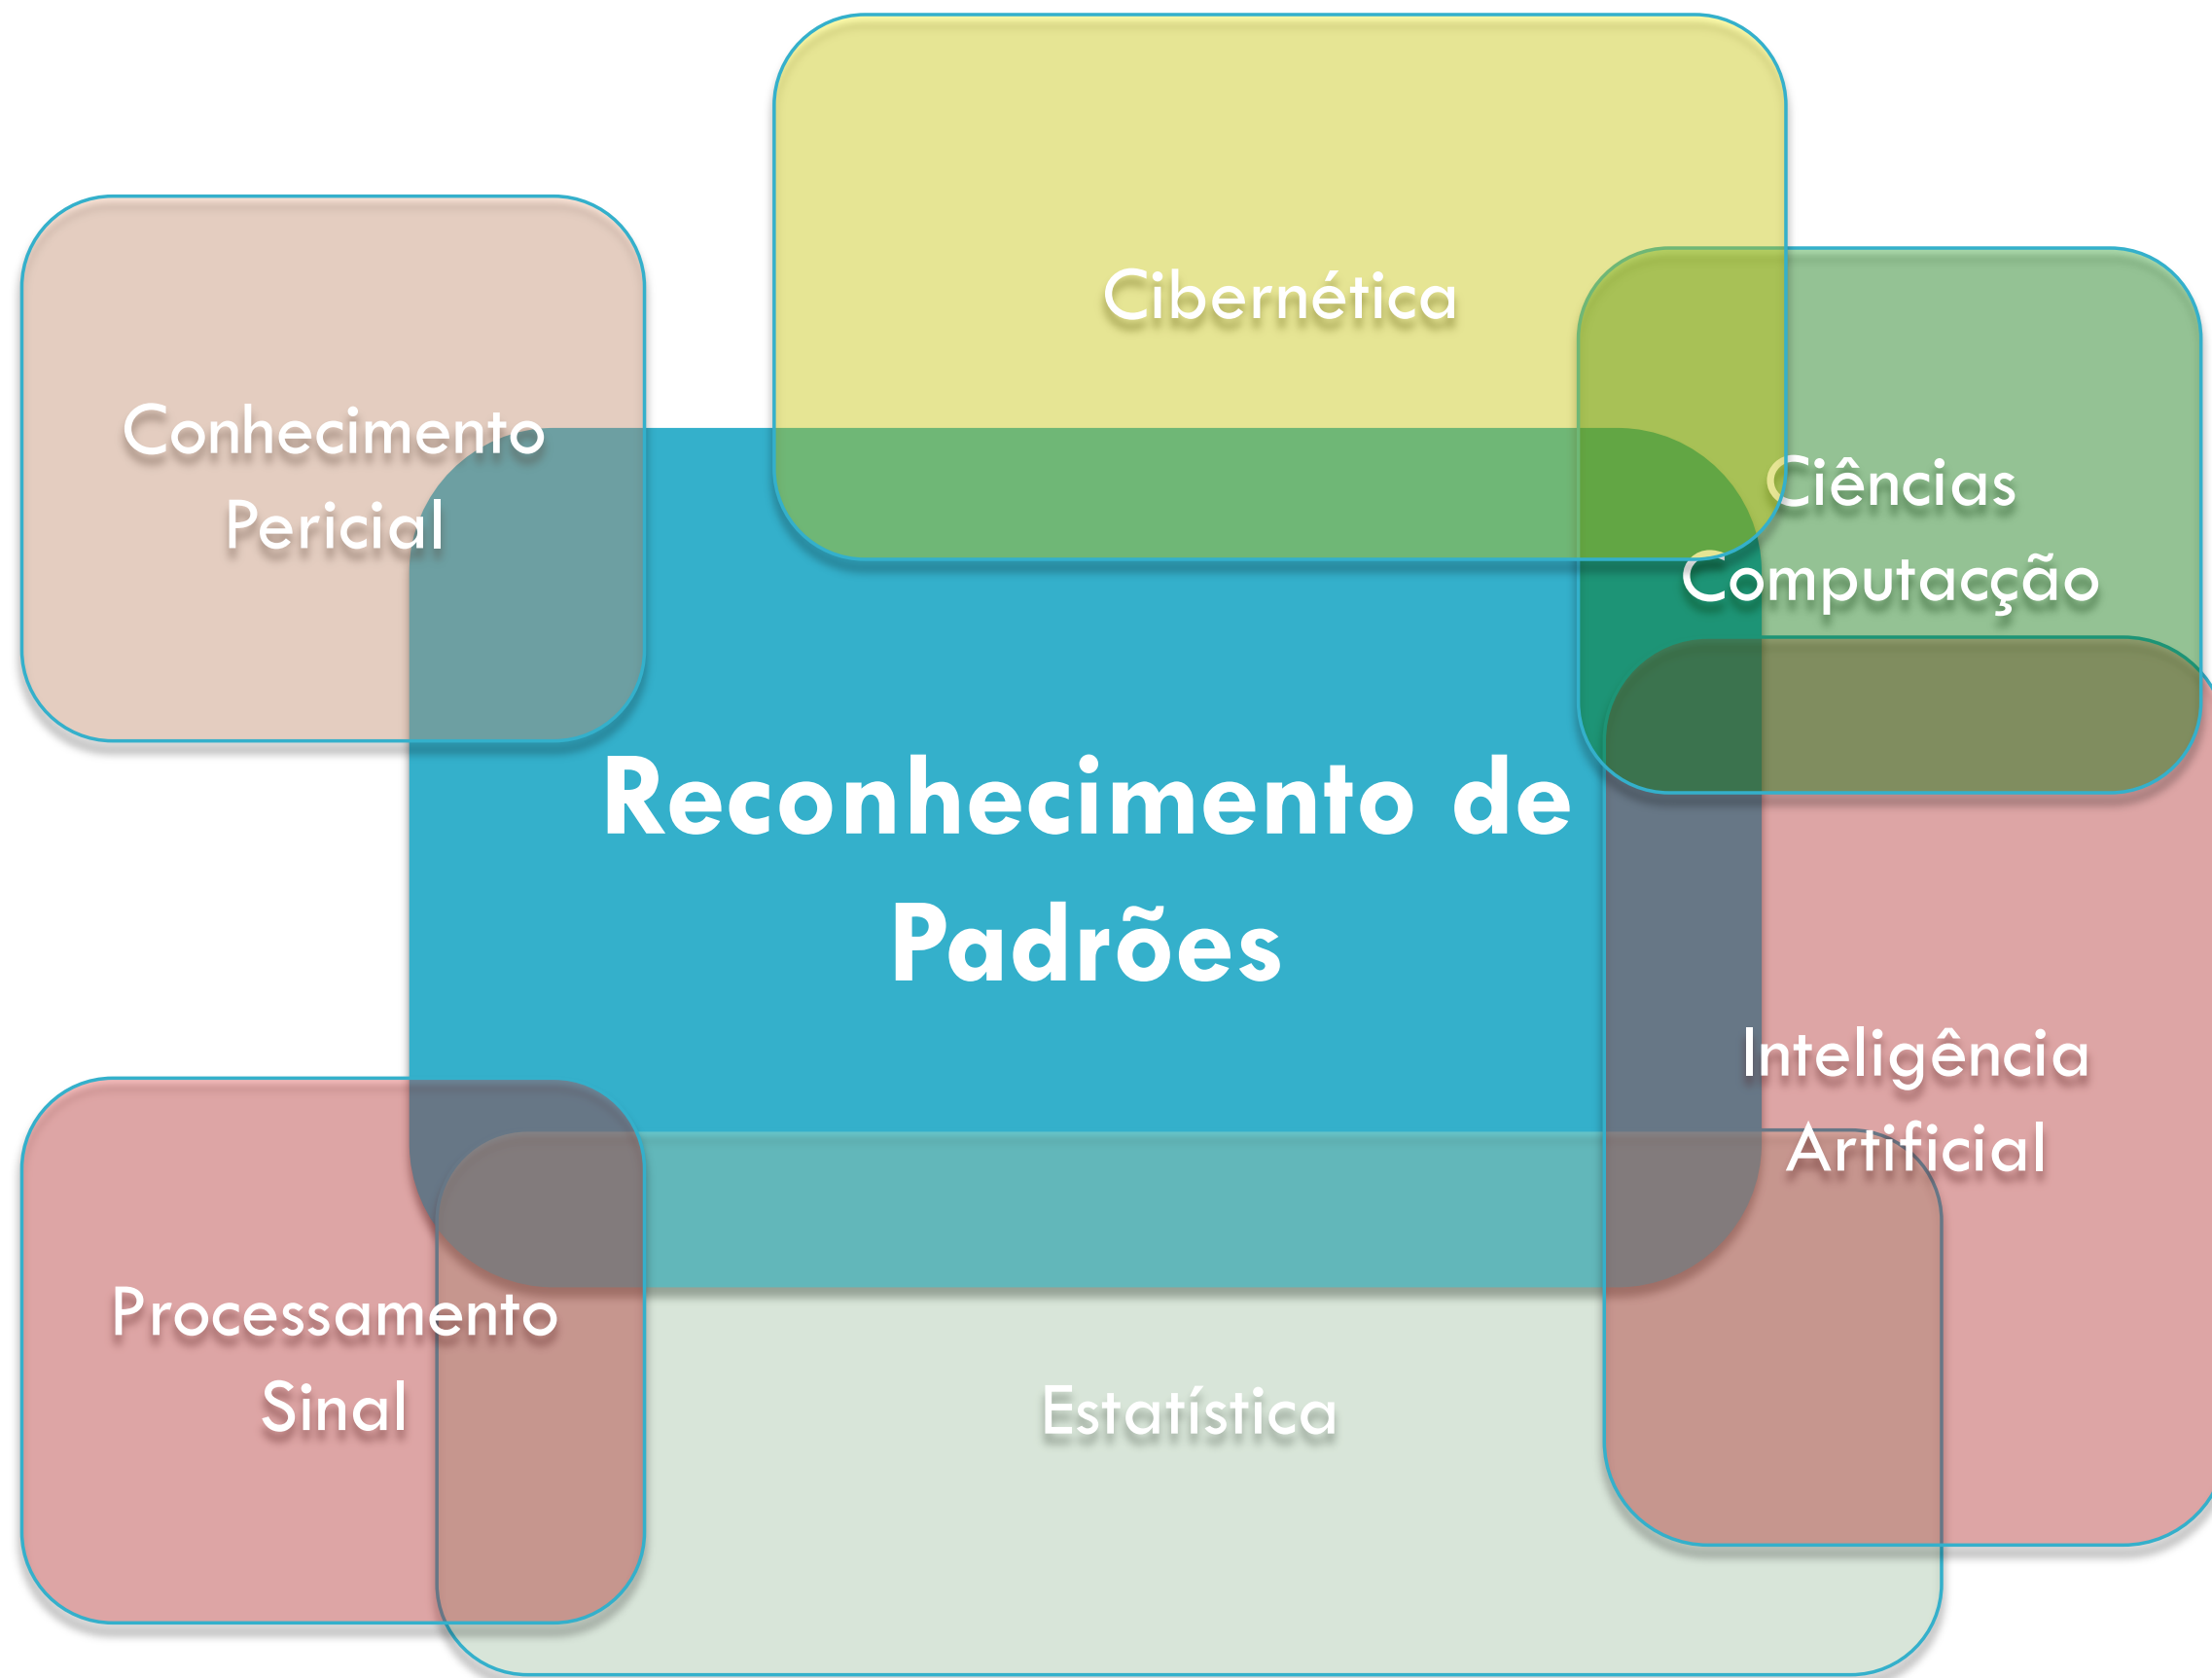 Cibernética
Conhecimento
Pericial
Ciências
Computacção
Reconhecimento de
Padrões
Inteligência
Artificial
Processamento
Sinal
Estatística